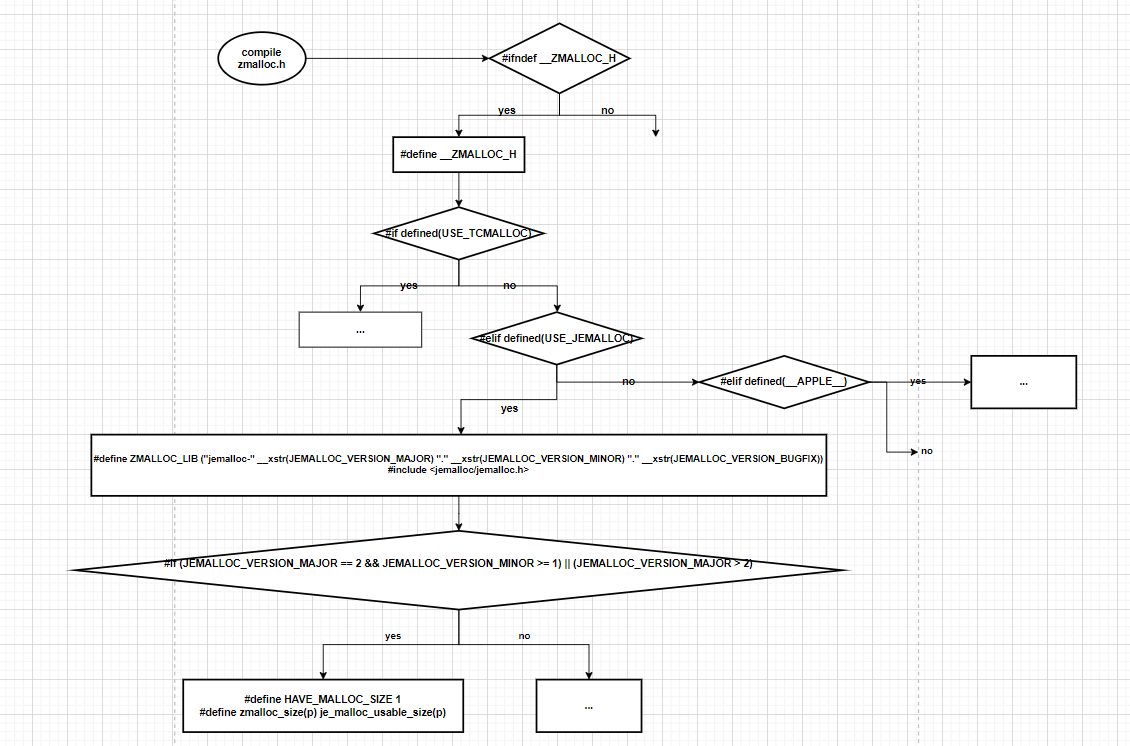 compile
zmalloc.h
#ifndef __ZMALLOC_H
yes
no
#define __ZMALLOC_H
#if defined(USE_TCMALLOC)
yes
no
...
#elif defined(USE_JEMALLOC)
no
#elif defined(__APPLE__)
yes
...
yes
no
#define ZMALLOC_LIB ("jemalloc-" __xstr(JEMALLOC_VERSION_MAJOR) "." __xstr(JEMALLOC_VERSION_MINOR) "." __xstr(JEMALLOC_VERSION_BUGFIX))
#include <jemalloc/jemalloc.h>
#if (JEMALLOC_VERSION_MAJOR == 2 && JEMALLOC_VERSION_MINOR >= 1) || (JEMALLOC_VERSION_MAJOR > 2)
yes
no
#define HAVE_MALLOC_SIZE 1
#define zmalloc_size(p) je_malloc_usable_size(p)
...